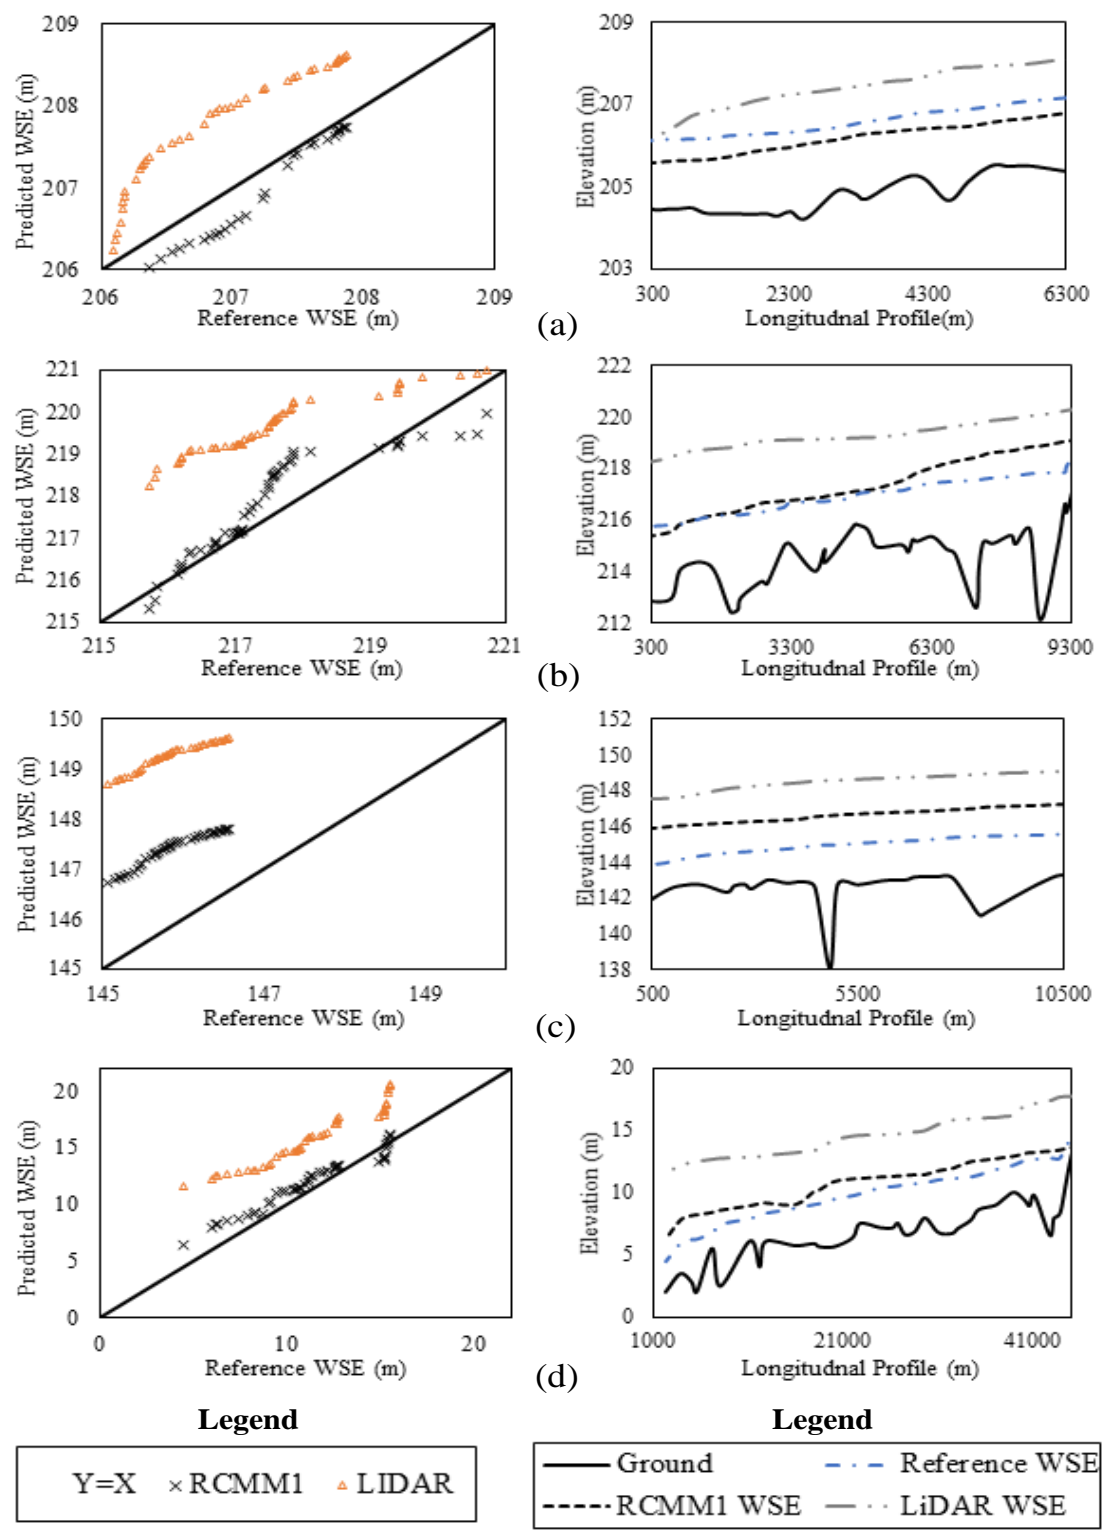 209
208
207
206
206 207 208 209
Predicted WSE (m)
Reference WSE (m)
209
207
205
203
300 2300 4300 6300
Elevation (m)
Longitudnal Profile(m)
(a)
221
220
219
218
217
216
215
215 217 219 221
Predicted WSE (m)
Reference WSE (m)
222
220
218
216
214
212
300 3300 6300 9300
Elevation (m)
Longitudnal Profile (m)
(b)
150
149
148
147
146
145
145 147 149
Predicted WSE (m)
Reference WSE (m)
152
150
148
146
144
142
140
138
500 5500 10500
Elevation (m)
Longitudnal Profile (m)
(c)
20
15
10
5
0
0 10 20
Predicted WSE (m)
Reference WSE (m)
20
15
10
5
0
1000 21000 41000
Elevation (m)
Longitudnal Profile (m)
(d)
Legend
Y=X RCMM1 LIDAR
Legend
Ground Reference WSE
RCMM1 WSE LiDAR WSE